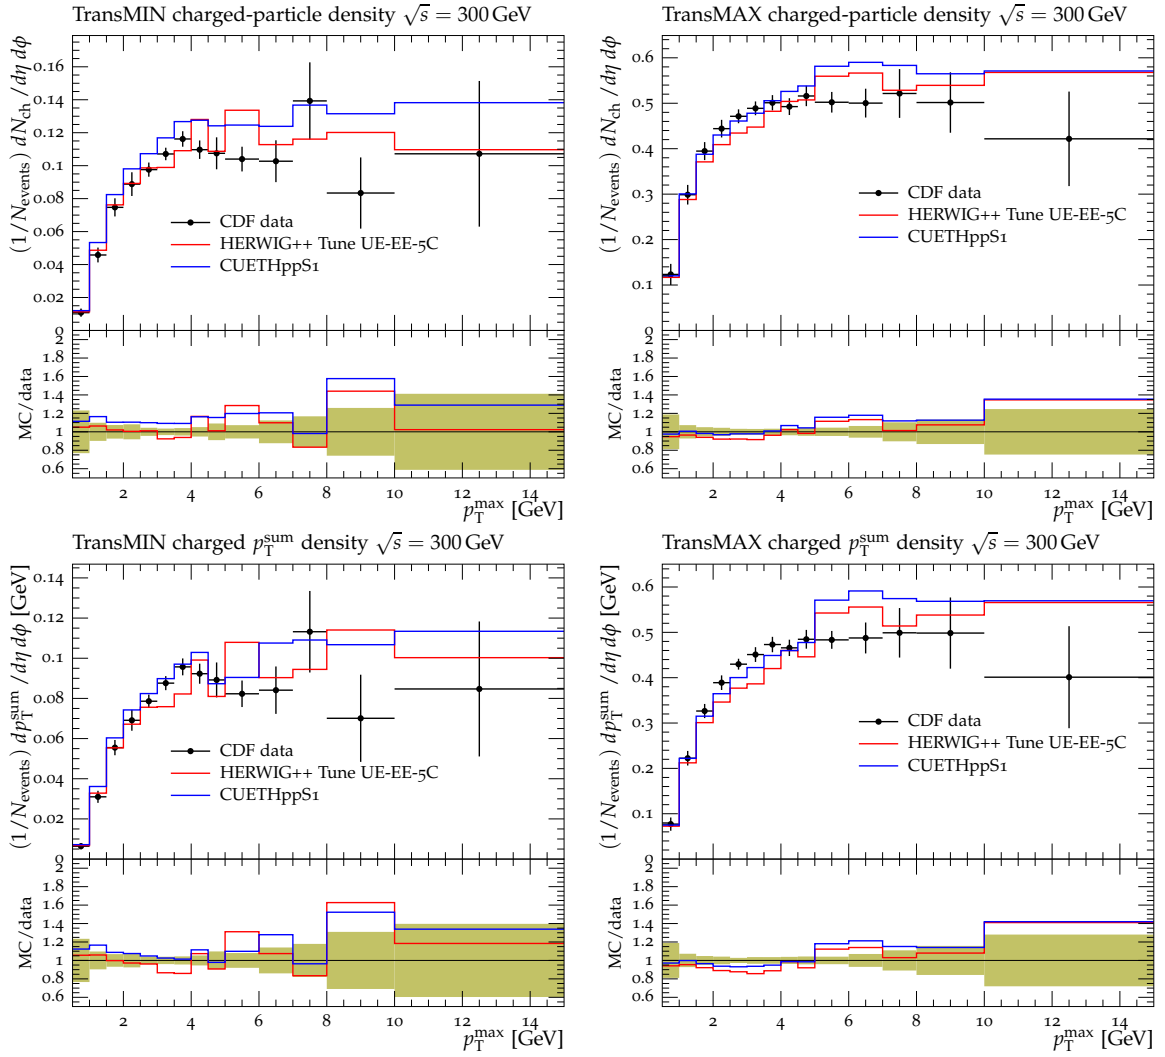 TransMIN charged-particle density √s = 300 GeV
(1/N_events) dN_ch/dη dϕ
0.16
0.14
0.12
0.1
0.08
0.06
0.04
0.02
0
CDF data
HERWIG++ Tune UE-EE-5C
CUETHppS1
MC/data
1.8
1.6
1.4
1.2
1
0.8
0.6
2 4 6 8 10 12 14
p_T^max [GeV]
TransMAX charged-particle density √s = 300 GeV
(1/N_events) dN_ch/dη dϕ
0.6
0.5
0.4
0.3
0.2
0.1
0
CDF data
HERWIG++ Tune UE-EE-5C
CUETHppS1
MC/data
1.8
1.6
1.4
1.2
1
0.8
0.6
2 4 6 8 10 12 14
p_T^max [GeV]
TransMIN charged p_T^sum density √s = 300 GeV
(1/N_events) dp_T^sum/dη dϕ [GeV]
0.14
0.12
0.1
0.08
0.06
0.04
0.02
0
CDF data
HERWIG++ Tune UE-EE-5C
CUETHppS1
MC/data
2
1.8
1.6
1.4
1.2
1
0.8
0.6
2 4 6 8 10 12 14
p_T^max [GeV]
TransMAX charged p_T^sum density √s = 300 GeV
(1/N_events) dp_T^sum/dη dϕ [GeV]
0.6
0.5
0.4
0.3
0.2
0.1
0
CDF data
HERWIG++ Tune UE-EE-5C
CUETHppS1
MC/data
2
1.8
1.6
1.4
1.2
1
0.8
0.6
2 4 6 8 10 12 14
p_T^max [GeV]